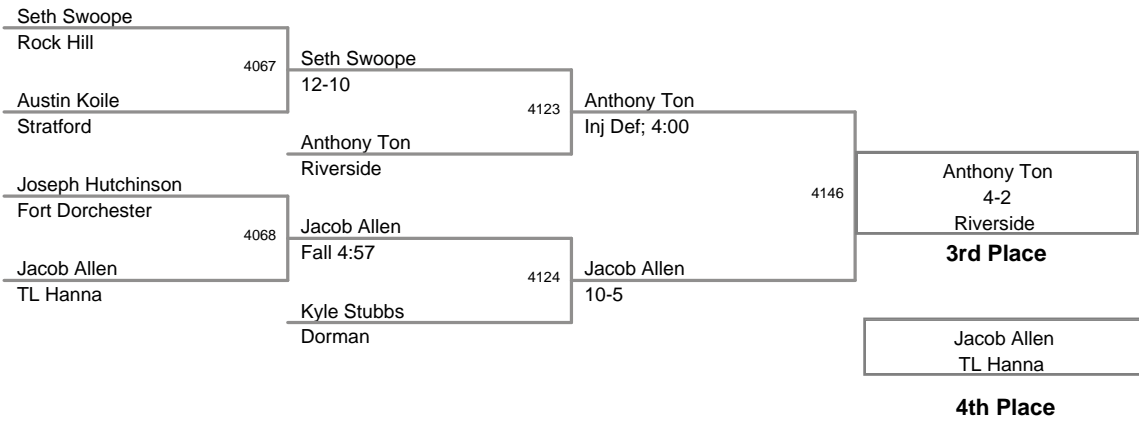 Seth Swoope
Rock Hill
4067
Austin Koile
Stratford
Seth Swoope
12-10
4123
Anthony Ton
Riverside
Joseph Hutchinson
Fort Dorchester
4068
Jacob Allen
TL Hanna
Jacob Allen
Fall 4:57
4124
Kyle Stubbs
Dorman
Anthony Ton
Inj Def; 4:00
4146
Jacob Allen
10-5
Anthony Ton
4-2
Riverside
3rd Place
Jacob Allen
TL Hanna
4th Place